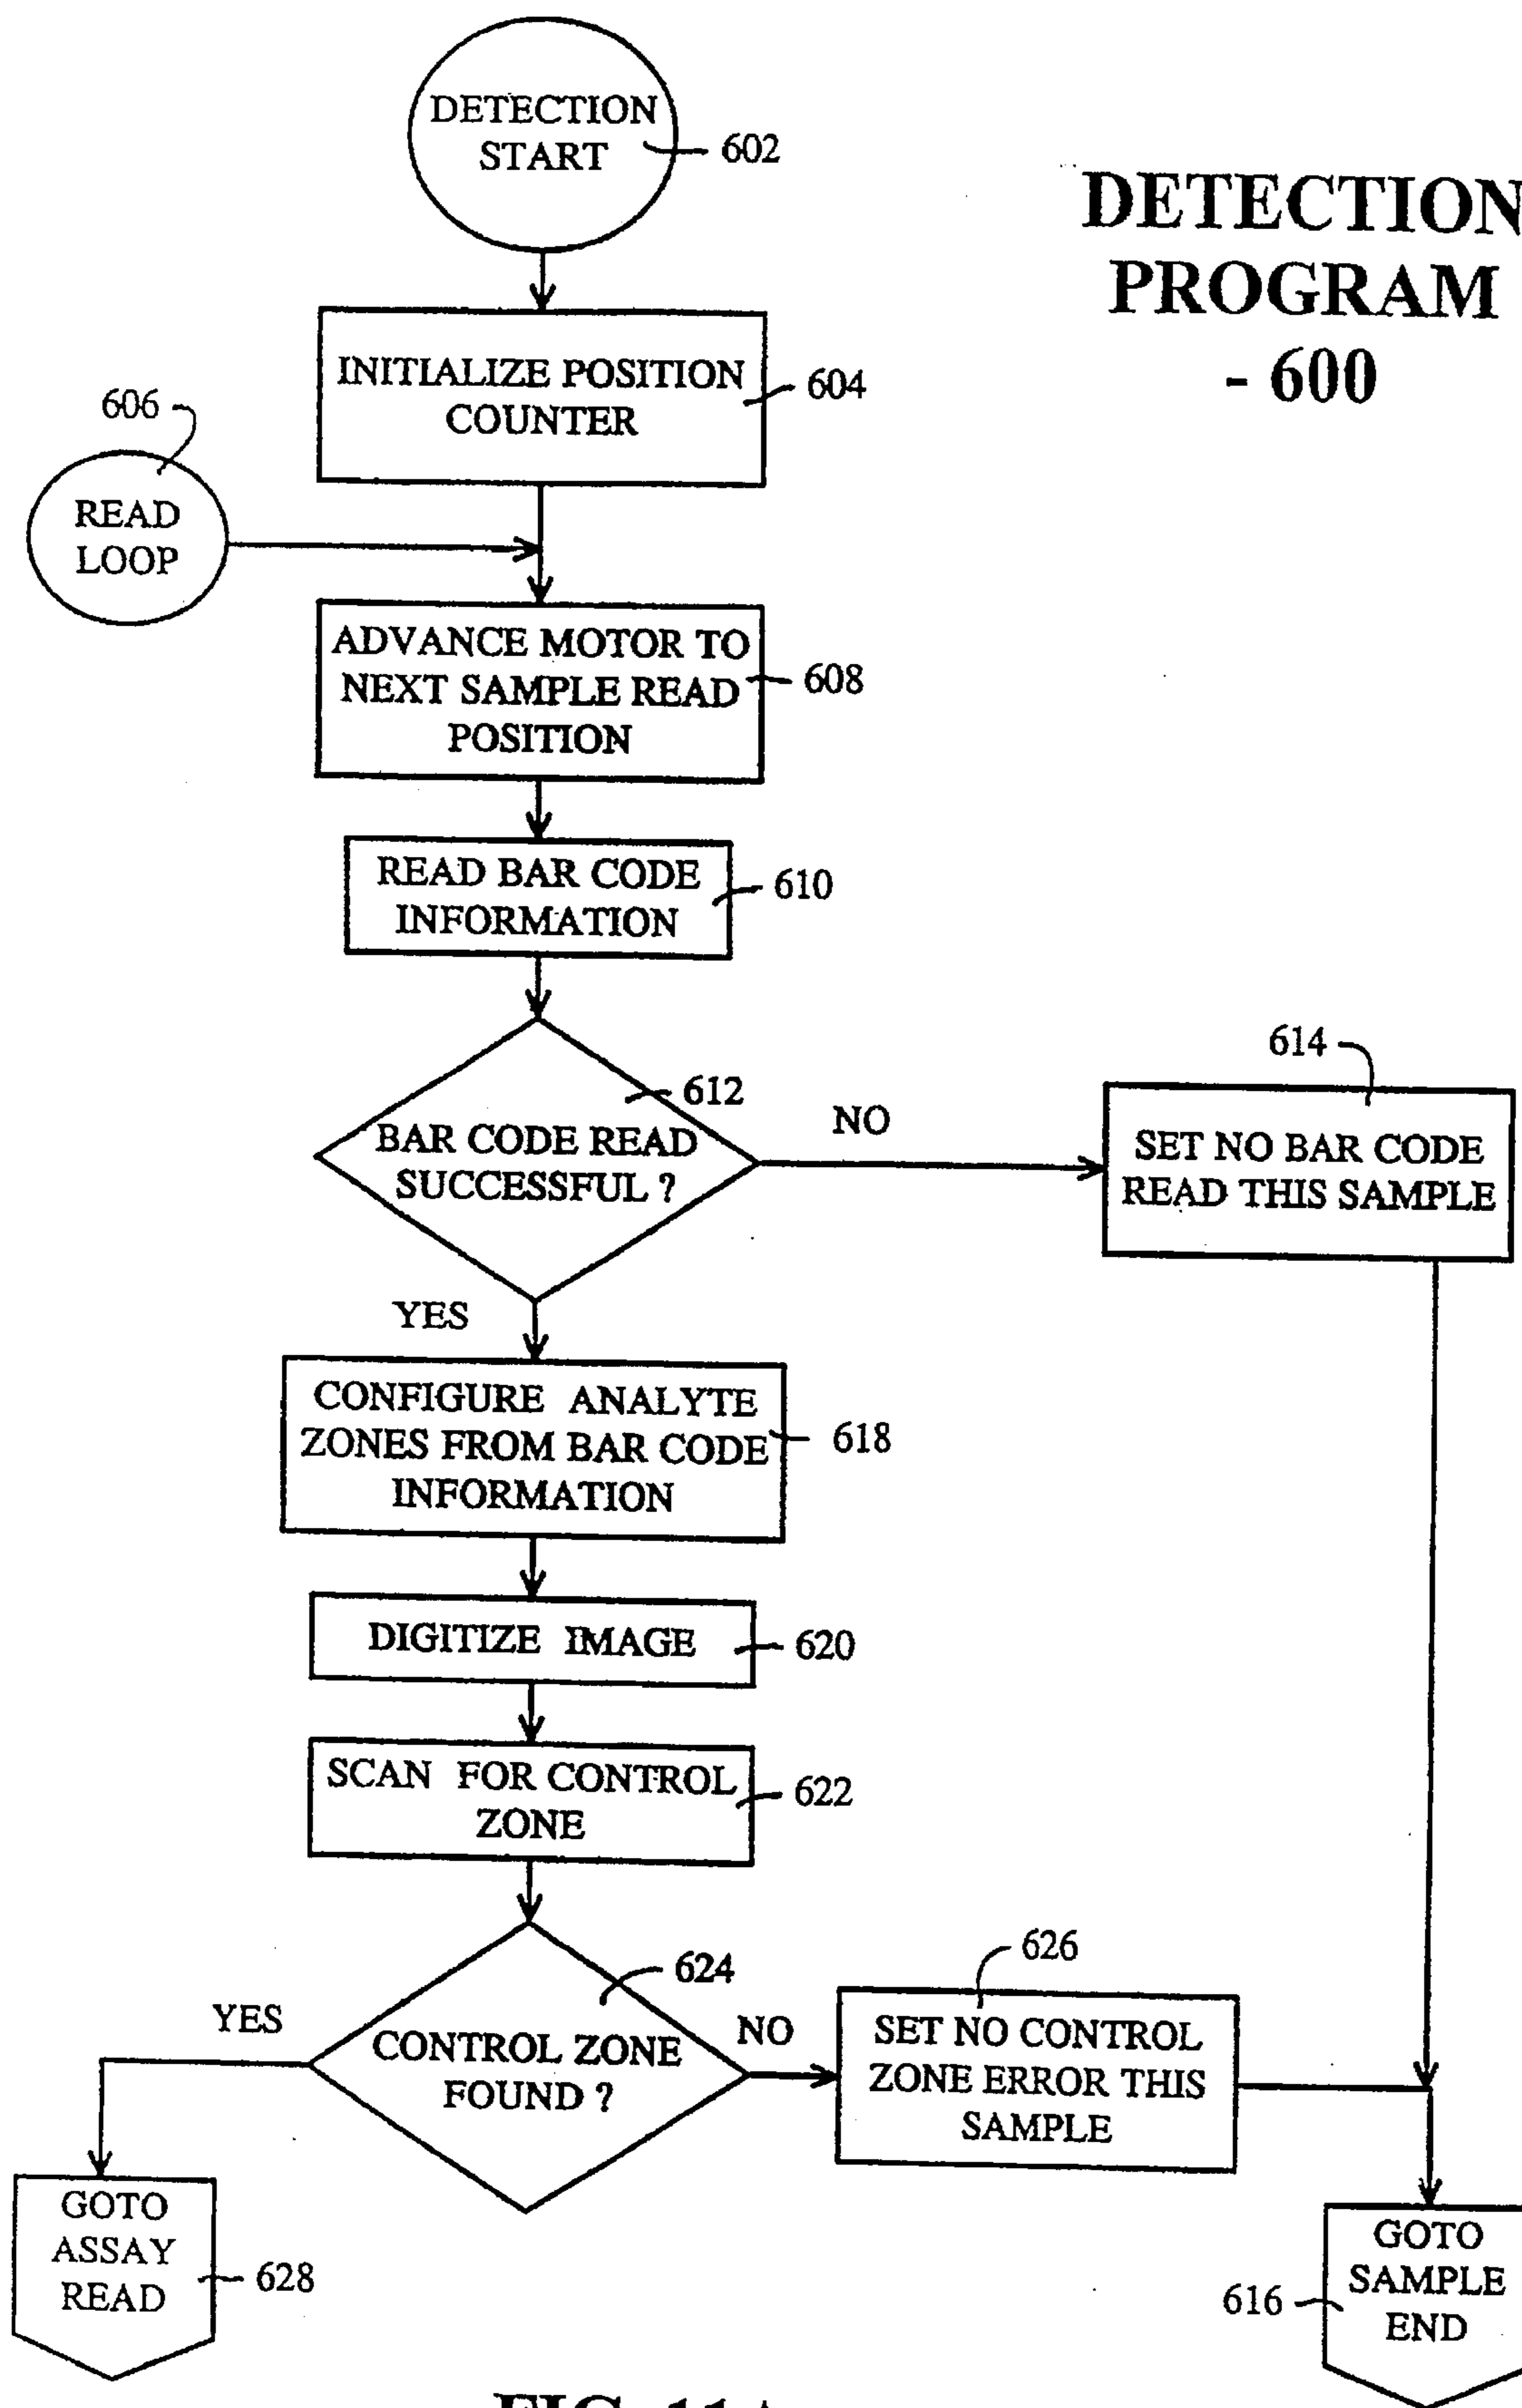 DETECTION
START
602
DETECTION
PROGRAM
- 600
INITIALIZE POSITION
COUNTER
604
606
READ
LOOP
ADVANCE MOTOR TO
NEXT SAMPLE READ
POSITION
608
READ BAR CODE
INFORMATION
610
612
BAR CODE READ
SUCCESSFUL ?
NO
614
SET NO BAR CODE
READ THIS SAMPLE
YES
CONFIGURE ANALYTE
ZONES FROM BAR CODE
INFORMATION
618
DIGITIZE IMAGE
620
SCAN FOR CONTROL
ZONE
622
624
CONTROL ZONE
FOUND ?
YES
NO
626
SET NO CONTROL
ZONE ERROR THIS
SAMPLE
GOTO
ASSAY
READ
628
GOTO
SAMPLE
END
616